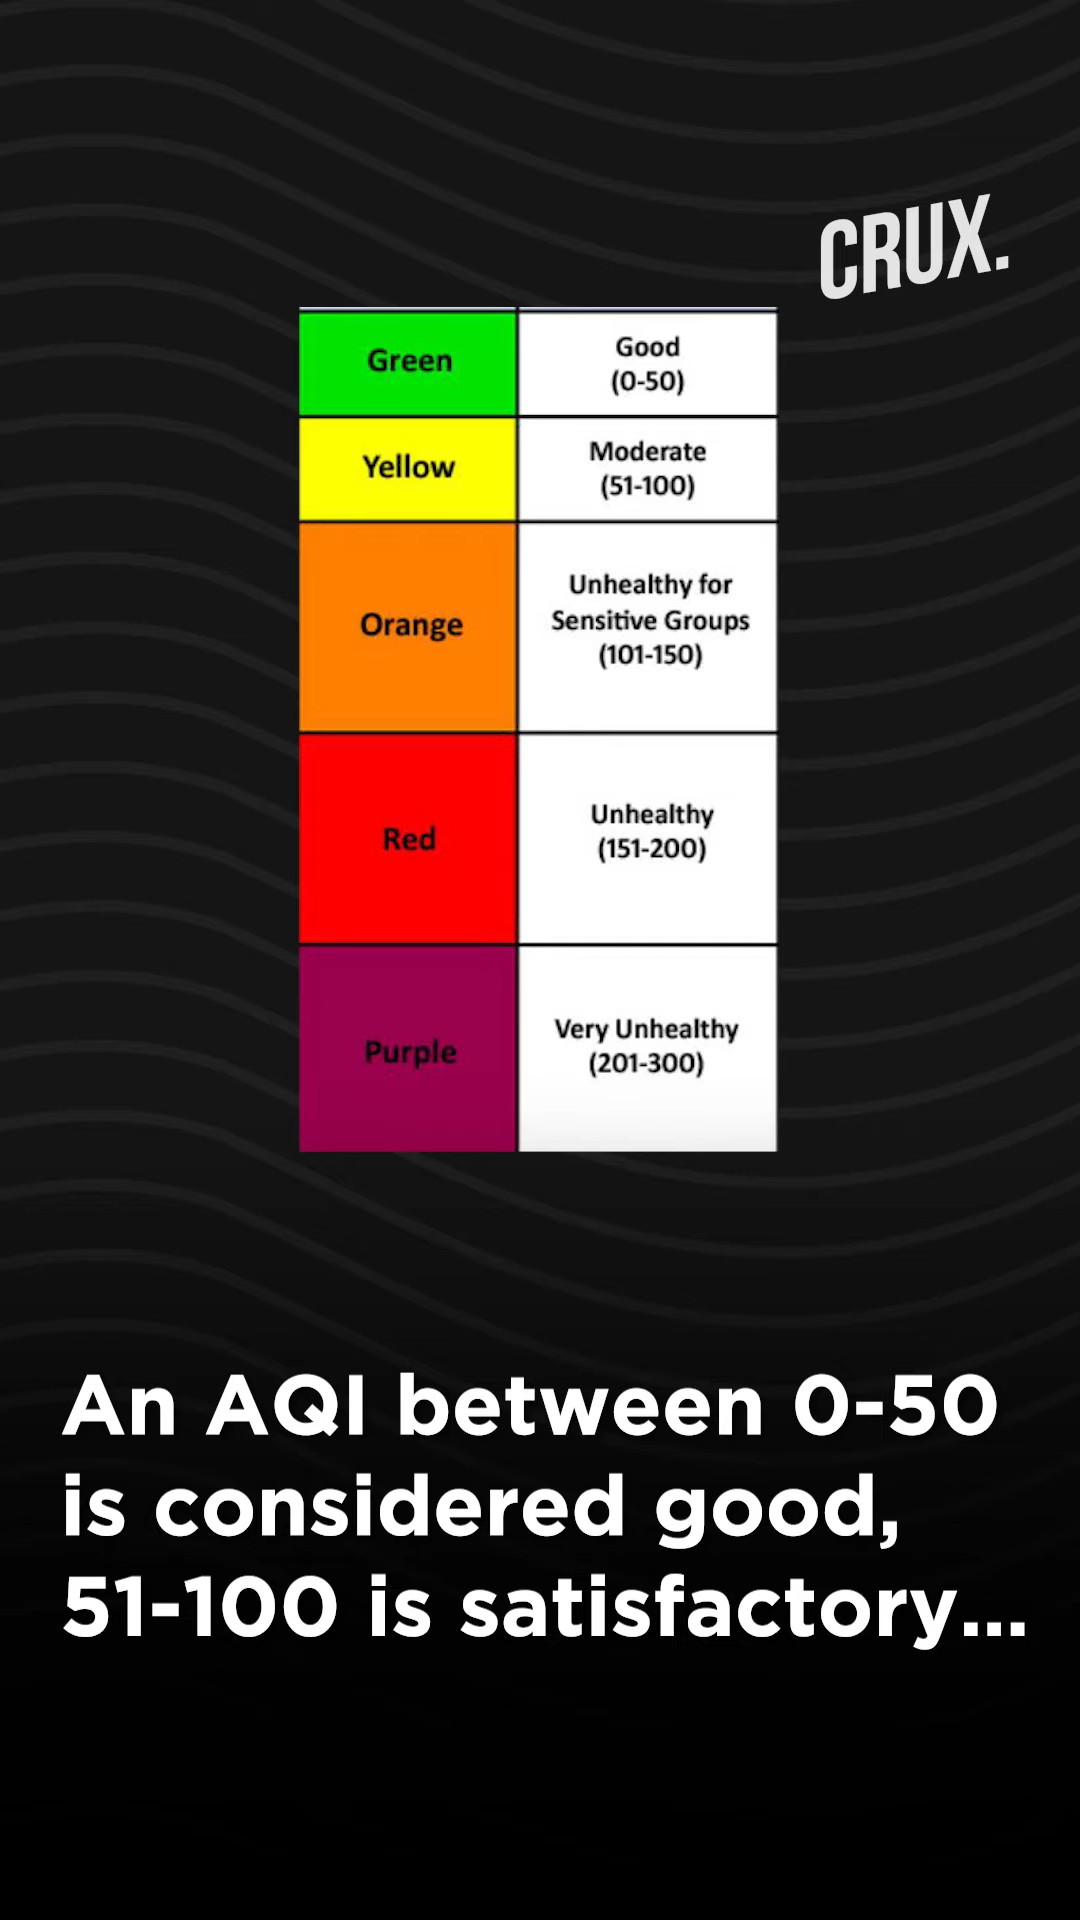 CRUX.
Green
Good
(0-50)
Yellow
Moderate
(51-100)
Orange
Unhealthy for
Sensitive Groups
(101-150)
Red
Unhealthy
(151-200)
Purple
Very Unhealthy
(201-300)
An AQI between 0-50
is considered good,
51-100 is satisfactory...